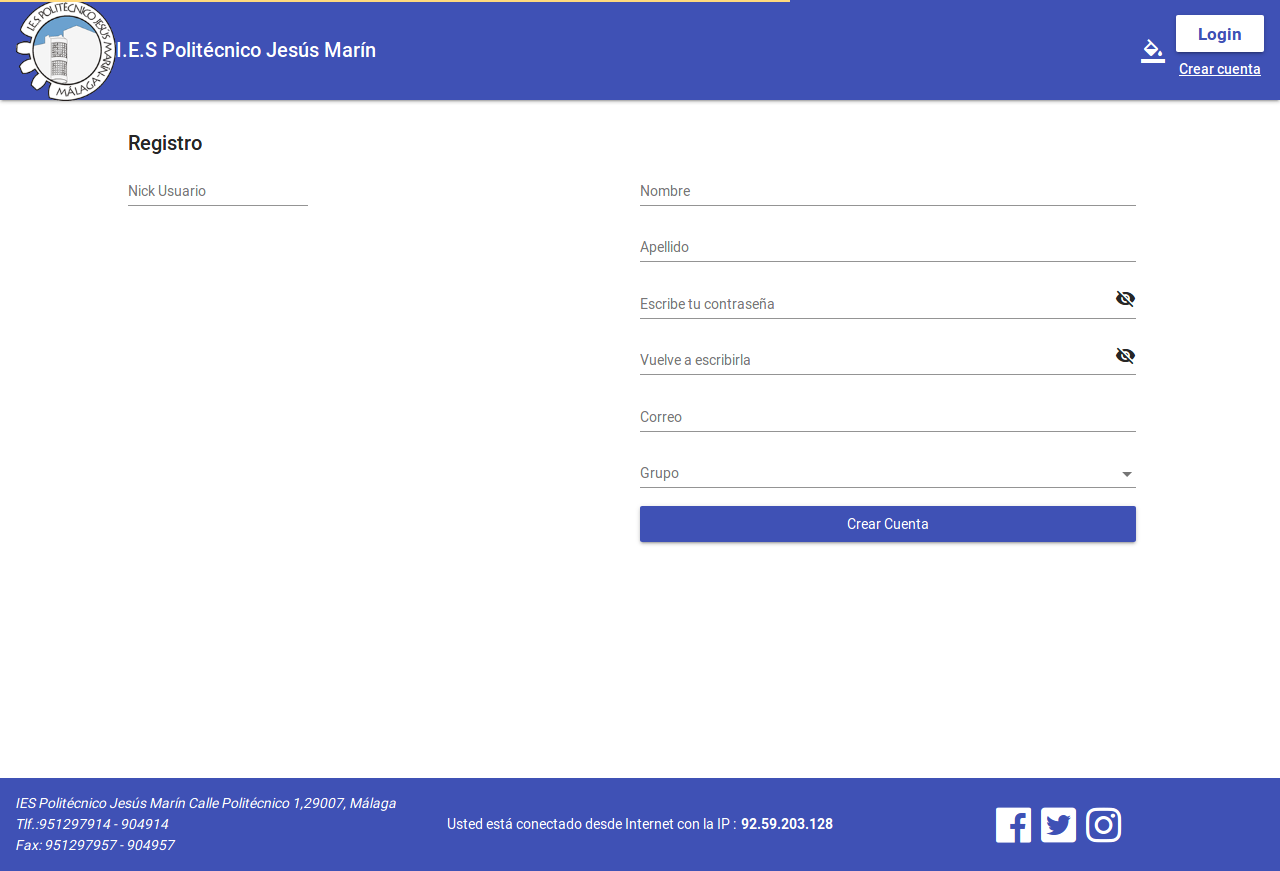 I.E.S POLITÉCNICO JESÚS MARÍN-MÁLAGA-
I.E.S Politécnico Jesús Marín
Login
Crear cuenta
Registro
Nick Usuario
Nombre
Apellido
Escribe tu contraseña
Vuelve a escribirla
Correo
Grupo
Crear Cuenta
IES Politécnico Jesús Marín Calle Politécnico 1,29007, Málaga
Tlf.:951297914 - 904914
Fax: 951297957 - 904957
Usted está conectado desde Internet con la IP : 92.59.203.128